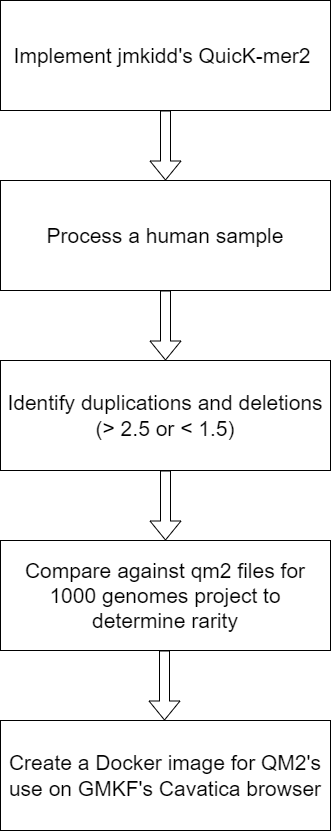 Implement jmkidd's QuicK-mer2
Process a human sample
Identify duplications and deletions
(> 2.5 or < 1.5)
Compare against qm2 files for
1000 genomes project to
determine rarity
Create a Docker image for QM2's
use on GMKF's Cavatica browser